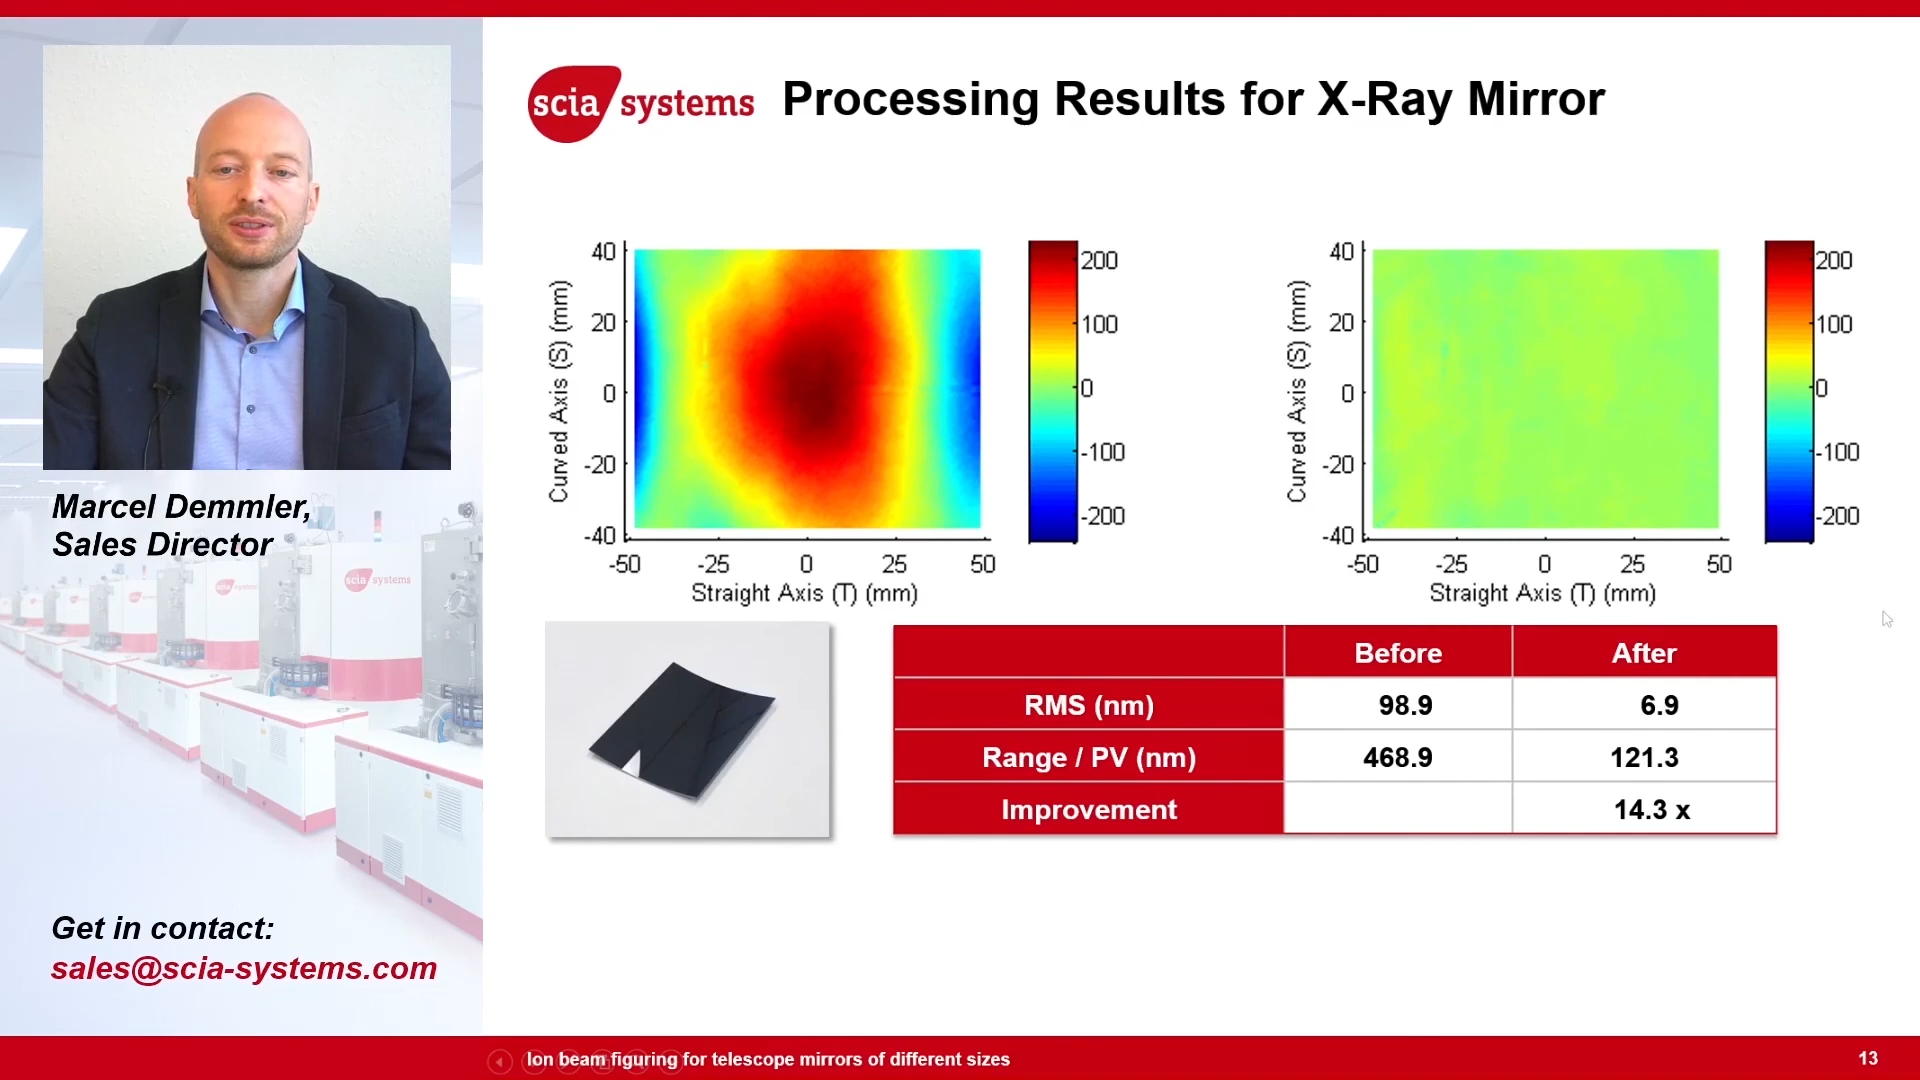 scia systems
Processing Results for X-Ray Mirror
40
20
0
-20
-40
Curved Axis (S) (mm)
-50 -25 0 25 50
Straight Axis (T) (mm)
200
100
0
-100
-200
40
20
0
-20
-40
Curved Axis (S) (mm)
-50 -25 0 25 50
Straight Axis (T) (mm)
200
100
0
-100
-200
Marcel Demmler,
Sales Director
scia systems
scia systems
Before After
RMS (nm) 98.9 6.9
Range / PV (nm) 468.9 121.3
Improvement 14.3 x
Get in contact:
sales@scia-systems.com
Ion beam figuring for telescope mirrors of different sizes
13